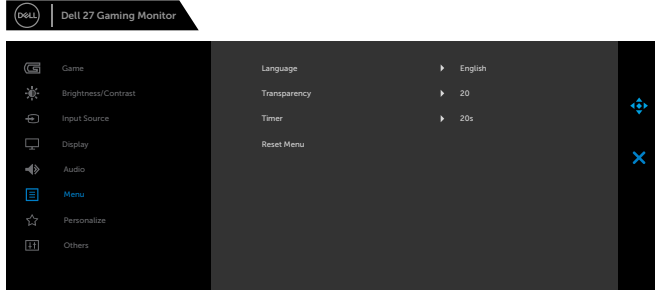 DELL
Dell 27 Gaming Monitor
Game
Brightness/Contrast
Input Source
Display
Audio
Menu
Personalize
Others
Language English
Transparency 20
Timer 20s
Reset Menu